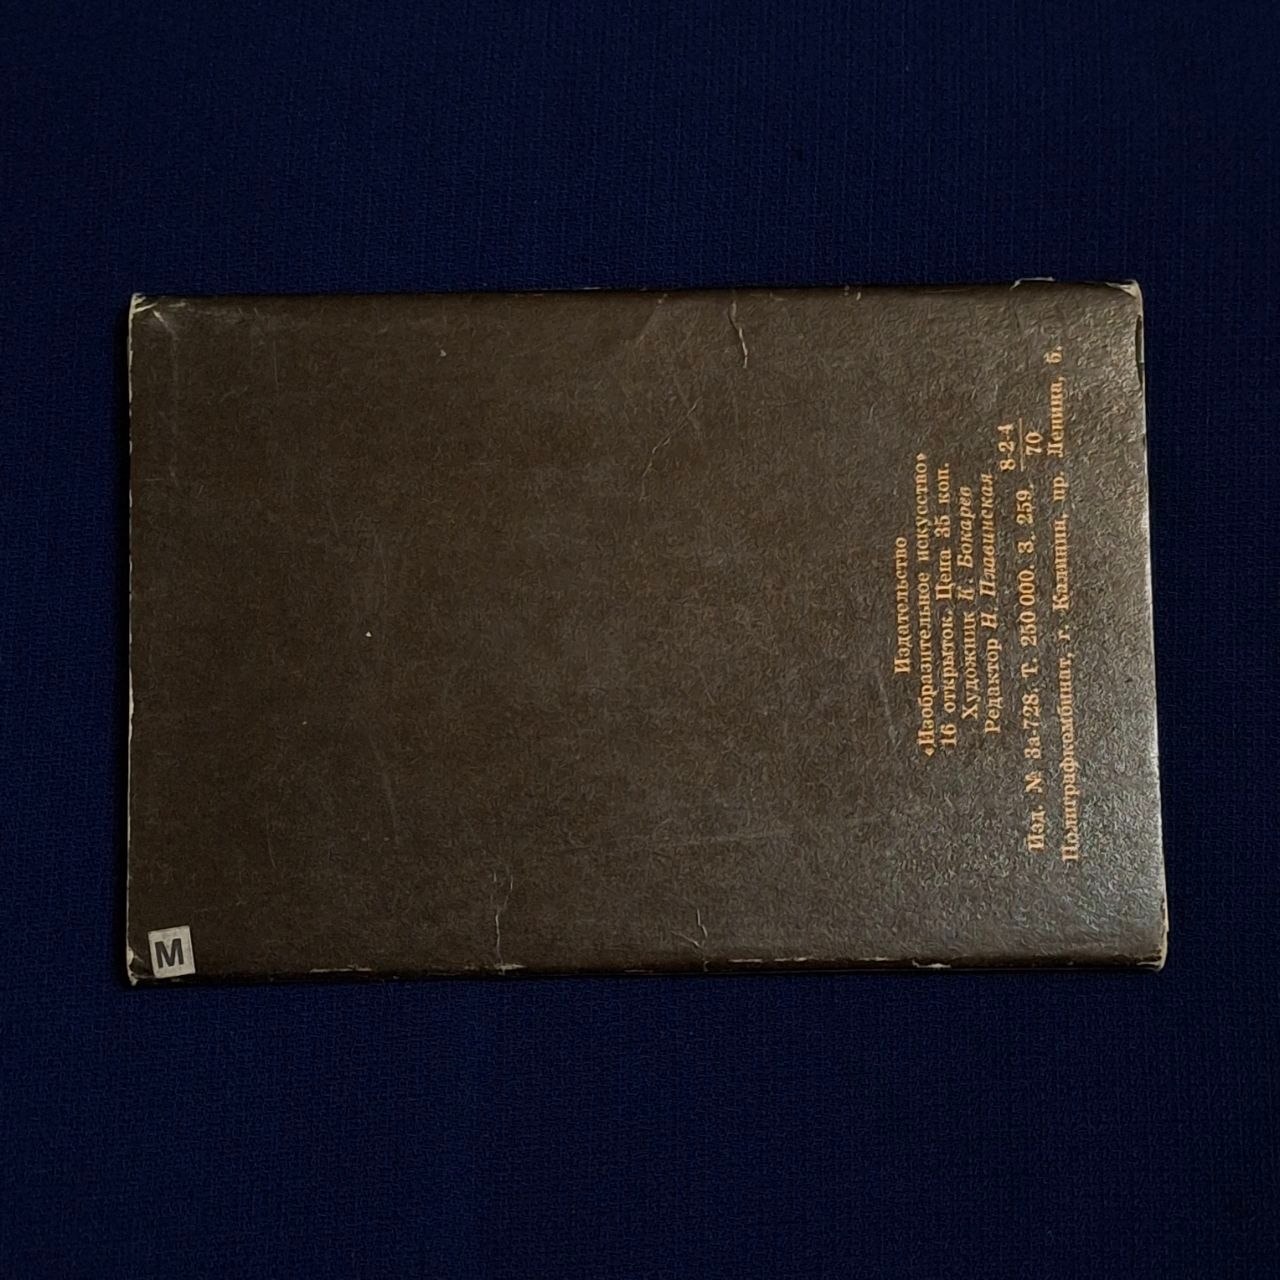 Издательство
«Изобразительное искусство»
16 открыток. Цена 35 коп.
Художник К. Бокарев
Редактор Н. Плавинская
Изд. № 3а-728. Т. 250 000. З. 259. 8-2-4
70
Полиграфкомбинат, г. Калинин, пр. Ленина, 5.
М